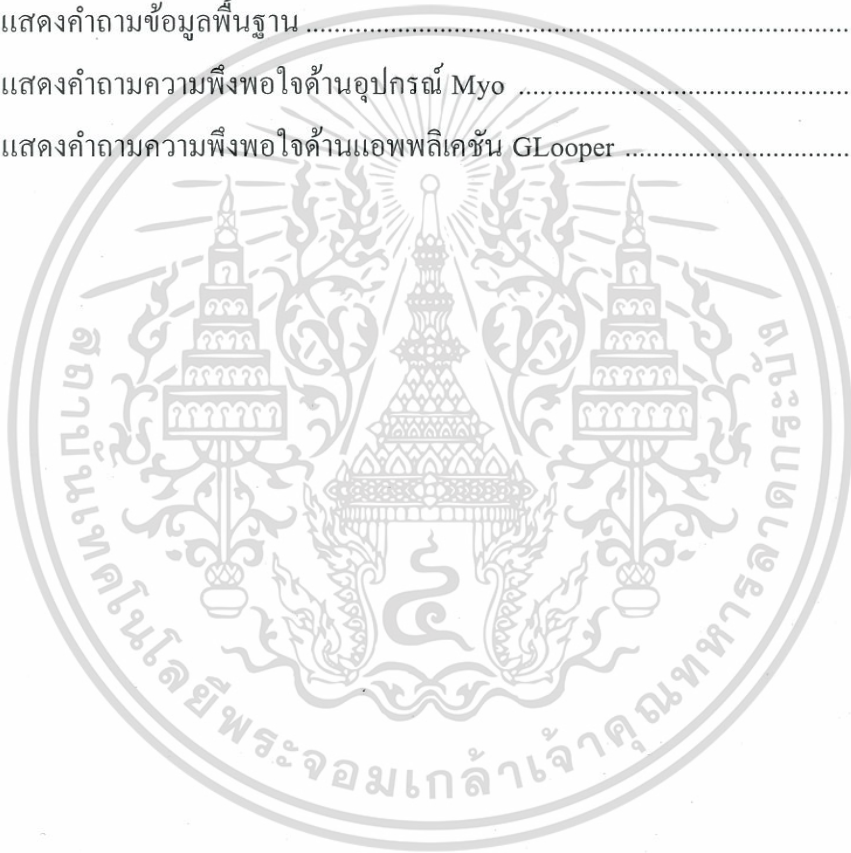 แสดงคำถามข้อมูลพื้นฐาน ........................................................................................
แสดงคำถามความพึงพอใจด้านอุปกรณ์ Myo ......................................................
แสดงคำถามความพึงพอใจด้านแอพพลิเคชัน GLooper ......................................
สถาบันเทคโนโลยีพระจอมเกล้าเจ้าคุณทหารลาดกระบัง
๔